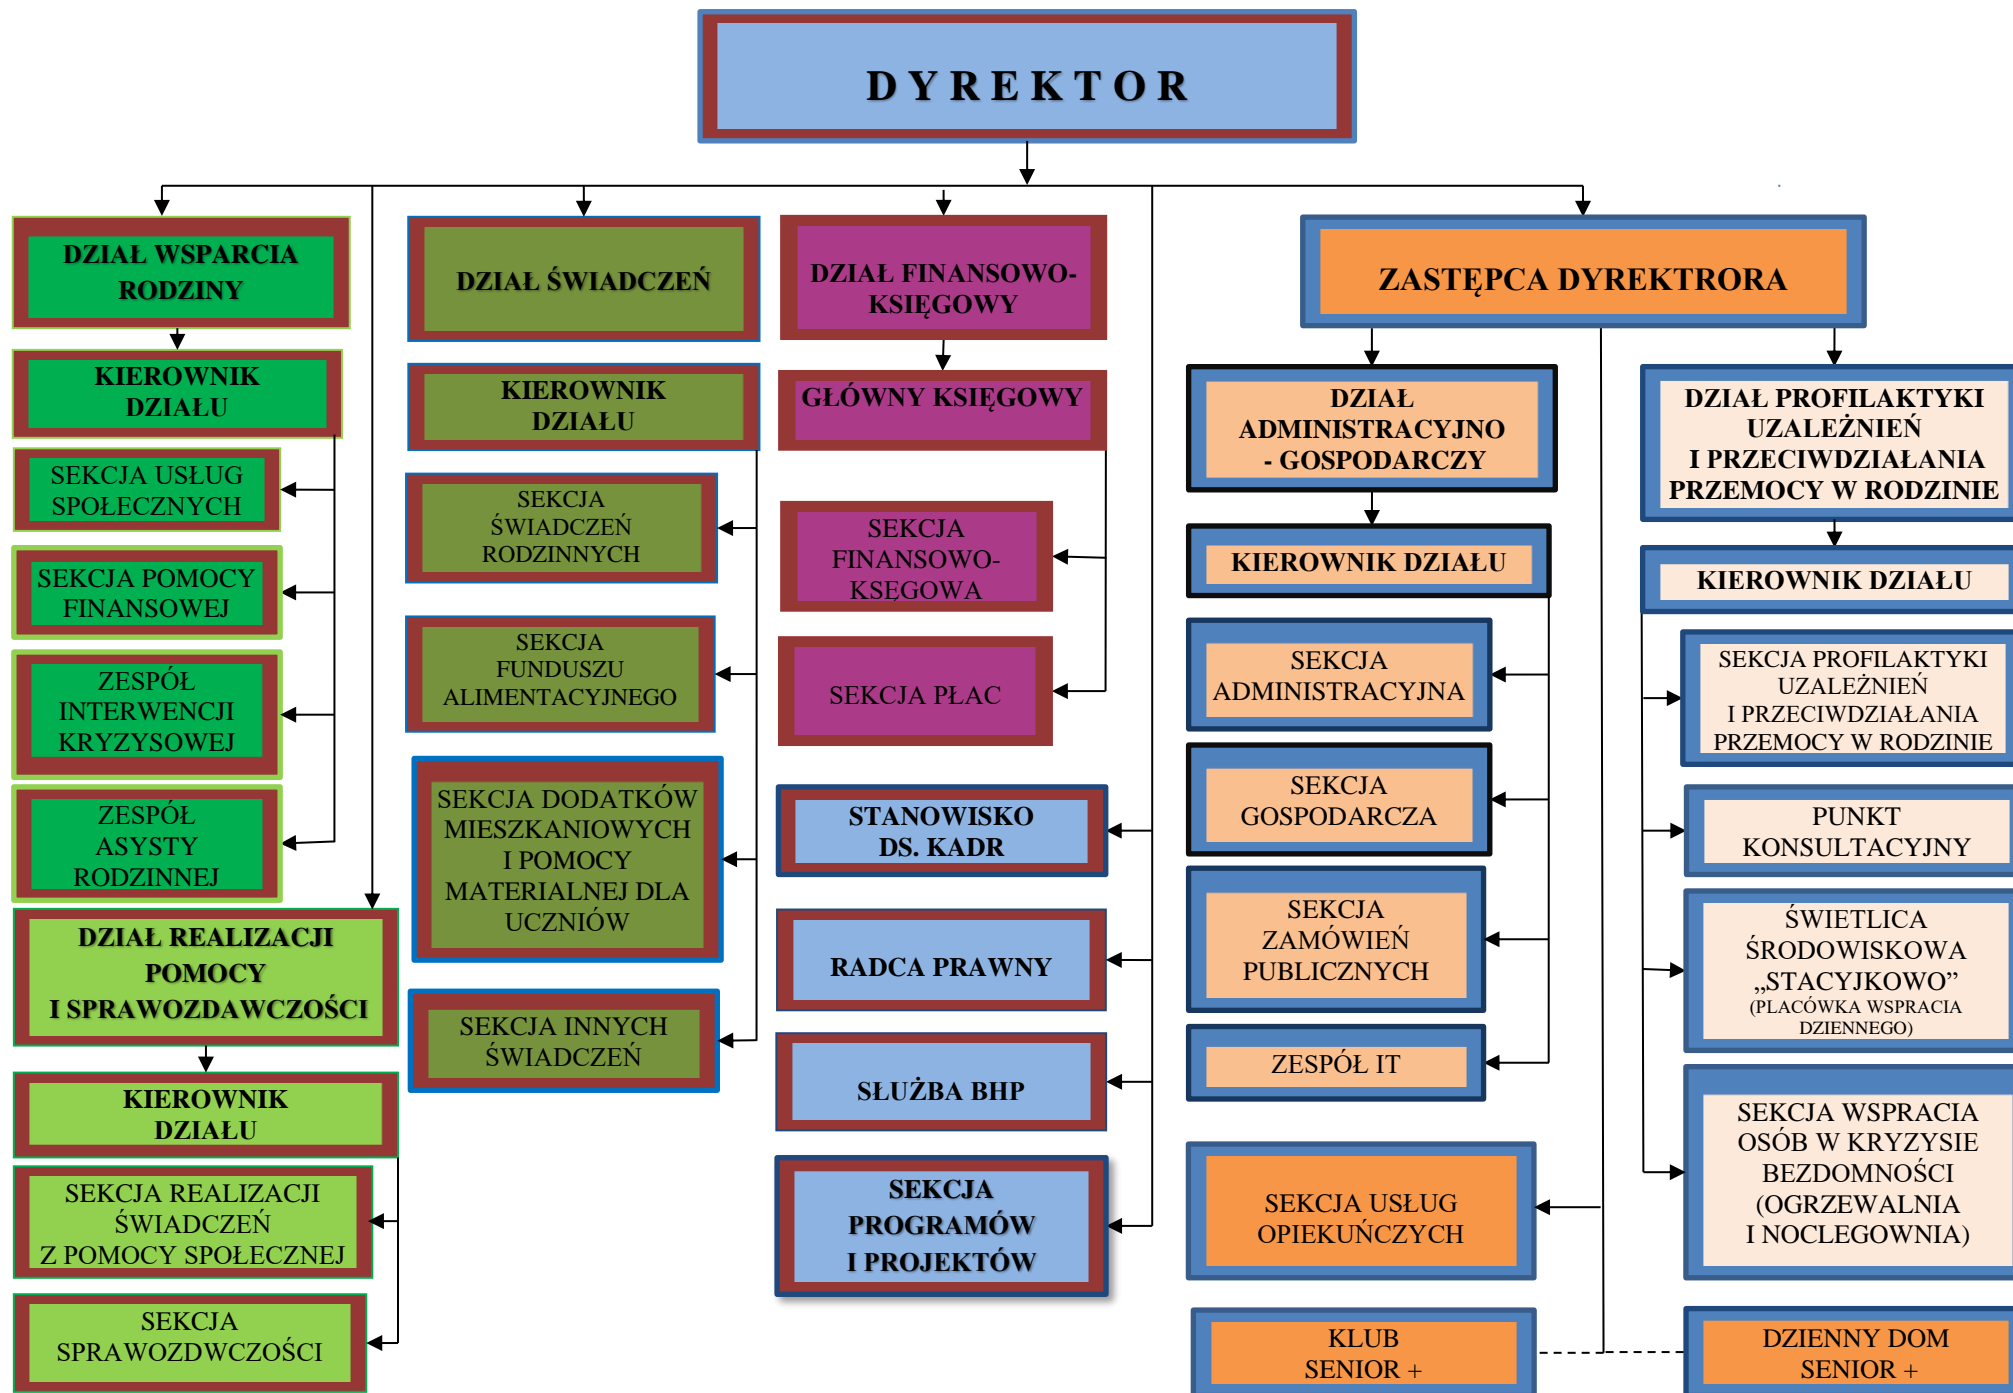 D Y R E K T O R
DZIAŁ WSPARCIA
RODZINY
KIEROWNIK
DZIAŁU
SEKCJA USŁUG
SPOŁECZNYCH
SEKCJA POMOCY
FINANSOWEJ
ZESPÓŁ
INTERWENCJI
KRYZYSOWEJ
ZESPÓŁ
ASYSTY
RODZINNEJ
DZIAŁ REALIZACJI
POMOCY
I SPRAWOZDAWCZOŚCI
KIEROWNIK
DZIAŁU
SEKCJA REALIZACJI
ŚWIADCZEŃ
Z POMOCY SPOŁECZNEJ
SEKCJA
SPRAWOZDWCZOŚCI
DZIAŁ ŚWIADCZEŃ
KIEROWNIK
DZIAŁU
SEKCJA
ŚWIADCZEŃ
RODZINNYCH
SEKCJA
FUNDUSZU
ALIMENTACYJNEGO
SEKCJA DODATKÓW
MIESZKANIOWYCH
I POMOCY
MATERIALNEJ DLA
UCZNIÓW
SEKCJA INNYCH
ŚWIADCZEŃ
DZIAŁ FINANSOWO-
KSIĘGOWY
GŁÓWNY KSIĘGOWY
SEKCJA
FINANSOWO-
KSĘGOWA
SEKCJA PŁAC
STANOWISKO
DS. KADR
RADCA PRAWNY
SŁUŻBA BHP
SEKCJA
PROGRAMÓW
I PROJEKTÓW
ZASTĘPCA DYREKTRORA
DZIAŁ
ADMINISTRACYJNO
- GOSPODARCZY
KIEROWNIK DZIAŁU
SEKCJA
ADMINISTRACYJNA
SEKCJA
GOSPODARCZA
SEKCJA
ZAMÓWIEŃ
PUBLICZNYCH
ZESPÓŁ IT
SEKCJA USŁUG
OPIEKUŃCZYCH
KLUB
SENIOR +
DZIAŁ PROFILAKTYKI
UZALEŻNIEŃ
I PRZECIWDZIAŁANIA
PRZEMOCY W RODZINIE
KIEROWNIK DZIAŁU
SEKCJA PROFILAKTYKI
UZALEŻNIEŃ
I PRZECIWDZIAŁANIA
PRZEMOCY W RODZINIE
PUNKT
KONSULTACYJNY
ŚWIETLICA
ŚRODOWISKOWA
„STACYJKOWO”
(PLACÓWKA WSPRACIA
DZIENNEGO)
SEKCJA WSPRACIA
OSÓB W KRYZYSIE
BEZDOMNOŚCI
(OGRZEWALNIA
I NOCLEGOWNIA)
DZIENNY DOM
SENIOR +